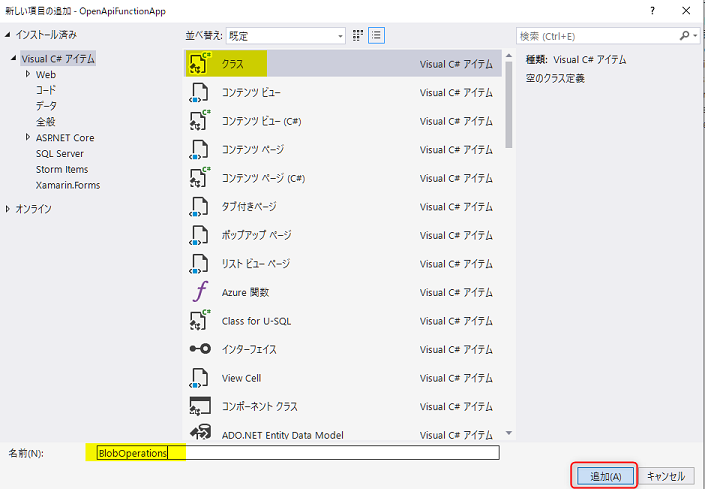 新しい項目の追加 - OpenApiFunctionApp
インストール済み
並べ替え: 既定
検索 (Ctrl+E)
Visual C# アイテム
Web
コード
データ
全般
ASP.NET Core
SQL Server
Storm Items
Xamarin.Forms
オンライン
クラス Visual C# アイテム
コンテンツ ビュー Visual C# アイテム
コンテンツ ビュー (C#) Visual C# アイテム
コンテンツ ページ Visual C# アイテム
コンテンツ ページ (C#) Visual C# アイテム
タブ付きページ Visual C# アイテム
ポップアップ ページ Visual C# アイテム
リスト ビュー ページ Visual C# アイテム
Azure 関数 Visual C# アイテム
Class for U-SQL Visual C# アイテム
インターフェイス Visual C# アイテム
View Cell Visual C# アイテム
コンポーネント クラス Visual C# アイテム
ADO.NET Entity Data Model Visual C# アイテム
種類: Visual C# アイテム
空のクラス定義
名前(N): BlobOperations
追加(A) キャンセル